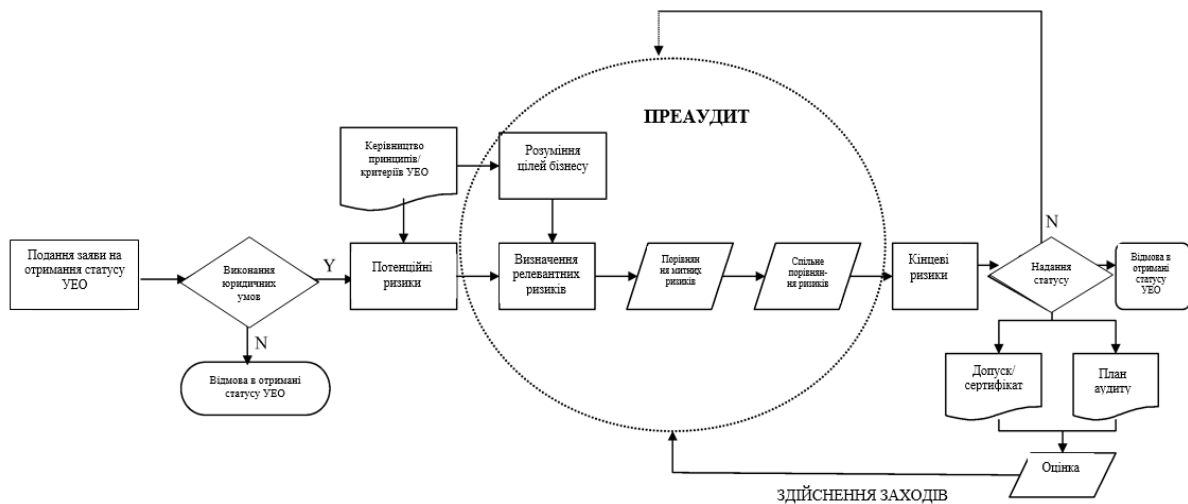 ПРЕАУДИТ
N
Керівництво
принципів/
критеріїв УЕО
Розуміння
цілей бізнесу
Подання заяви на
отримання статусу
УЕО
Виконання
юридичних
умов
Y
Потенційні
ризики
Визначення
релевантних
ризиків
Порівнян
ня митних
ризиків
Спільне
порівнян-
ня ризиків
Кінцеві
ризики
Надання
статусу
Відмова в
отримані
статусу
УЕО
N
Відмова в отримані
статусу УЕО
Допуск/
сертифікат
План
аудиту
Оцінка
ЗДІЙСНЕННЯ ЗАХОДІВ